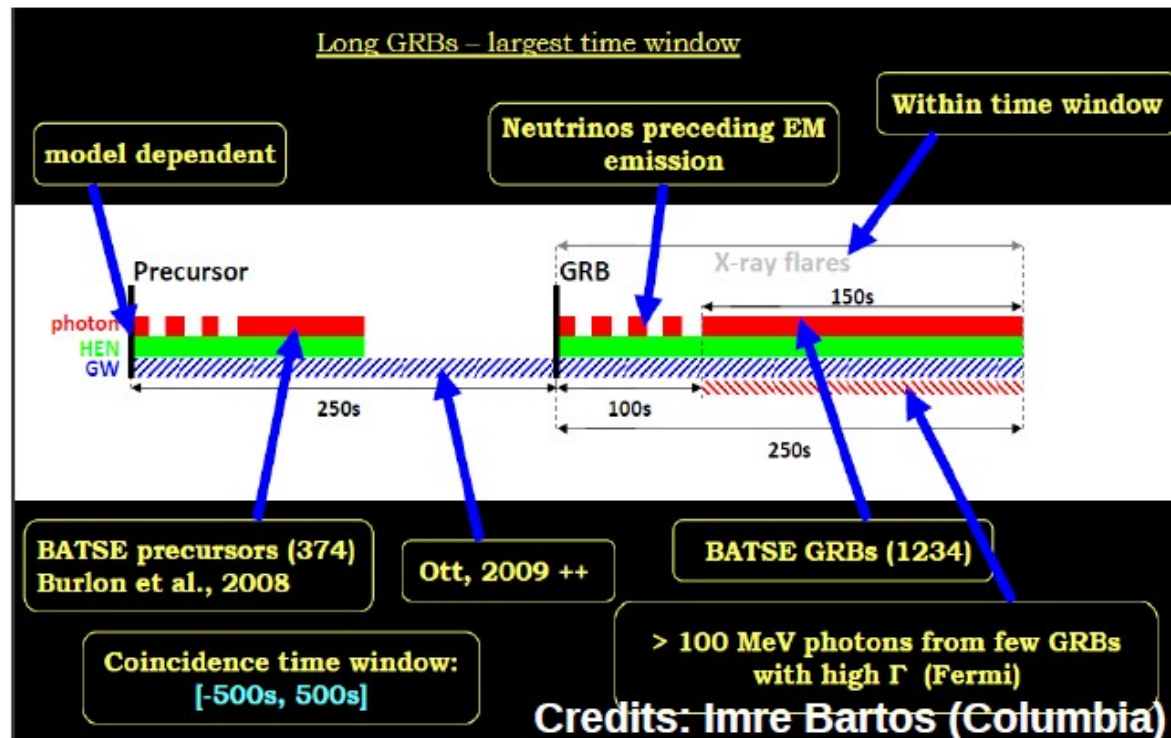 Long GRBs – largest time window
Within time window
Neutrinos preceding EM
emission
model dependent
X-ray flares
Precursor
GRB
150s
photon
HEN
GW
250s
100s
250s
BATSE precursors (374)
Burlon et al., 2008
Ott, 2009 ++
BATSE GRBs (1234)
Coincidence time window:
[-500s, 500s]
> 100 MeV photons from few GRBs
with high Γ (Fermi)
Credits: Imre Bartos (Columbia)